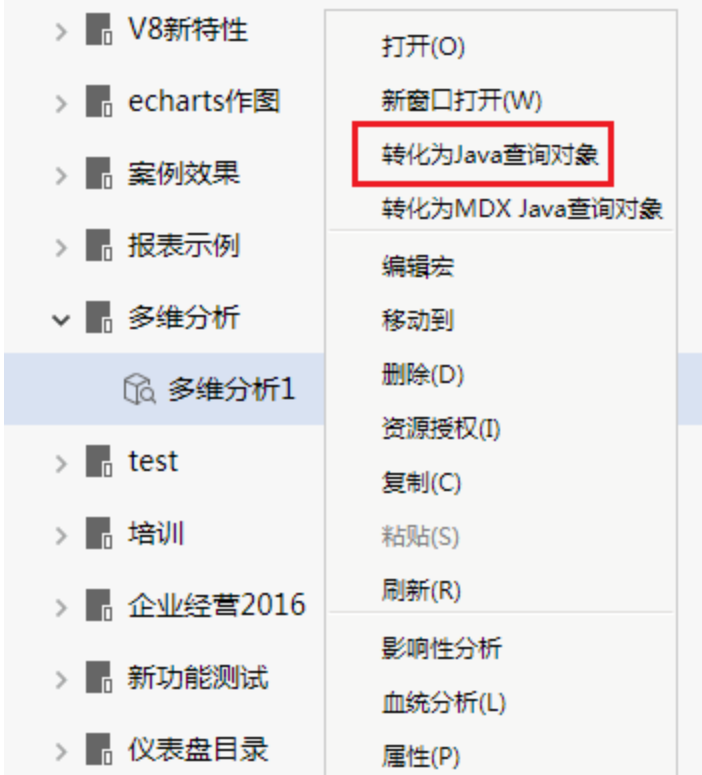 V8新特性
echarts作图
案例效果
报表示例
多维分析
多维分析1
test
培训
企业经营2016
新功能测试
仪表盘目录
打开(O)
新窗口打开(W)
转化为Java查询对象
转化为MDX Java查询对象
编辑宏
移动到
删除(D)
资源授权(I)
复制(C)
粘贴(S)
刷新(R)
影响性分析
血统分析(L)
属性(P)